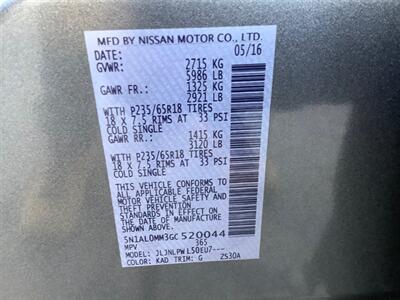 MFD BY NISSAN MOTOR CO., LTD.
DATE: 05/16
GVWR: 2715 KG
5986 LB
GAWR FR.: 1325 KG
2921 LB
WITH P235/65R18 TIRES
18 X 7.5 RIMS AT 33 PSI
COLD SINGLE
GAWR RR.: 1415 KG
3120 LB
WITH P235/65R18 TIRES
18 X 7.5 RIMS AT 33 PSI
COLD SINGLE
THIS VEHICLE CONFORMS TO
ALL APPLICABLE FEDERAL
MOTOR VEHICLE SAFETY AND
THEFT PREVENTION
STANDARDS IN EFFECT ON
THE DATE OF MANUFACTURE
SHOWN ABOVE.
5N1AL0MM3GC520044
365
MODEL: JLJNLPWL50EU7---
COLOR: KAD TRIM: G ZS30A